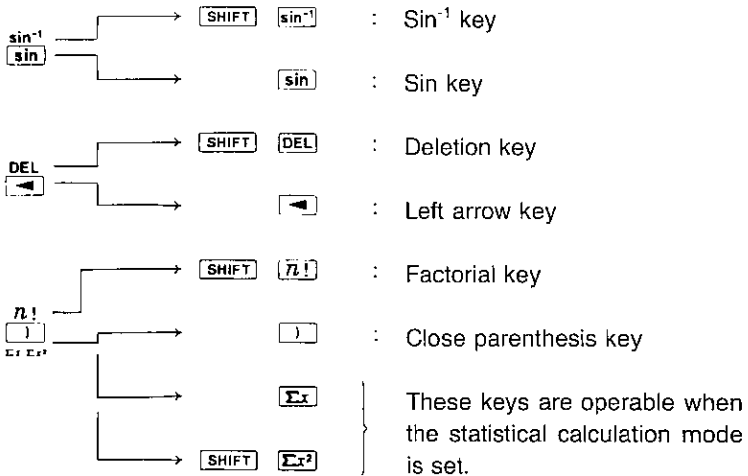 SHIFT sin⁻¹ : Sin⁻¹ key
sin⁻¹
sin
sin : Sin key
SHIFT DEL : Deletion key
DEL
◄
◄ : Left arrow key
SHIFT n! : Factorial key
n!
) ) : Close parenthesis key
Σx Σx²
Σx These keys are operable when
the statistical calculation mode
SHIFT Σx² is set.